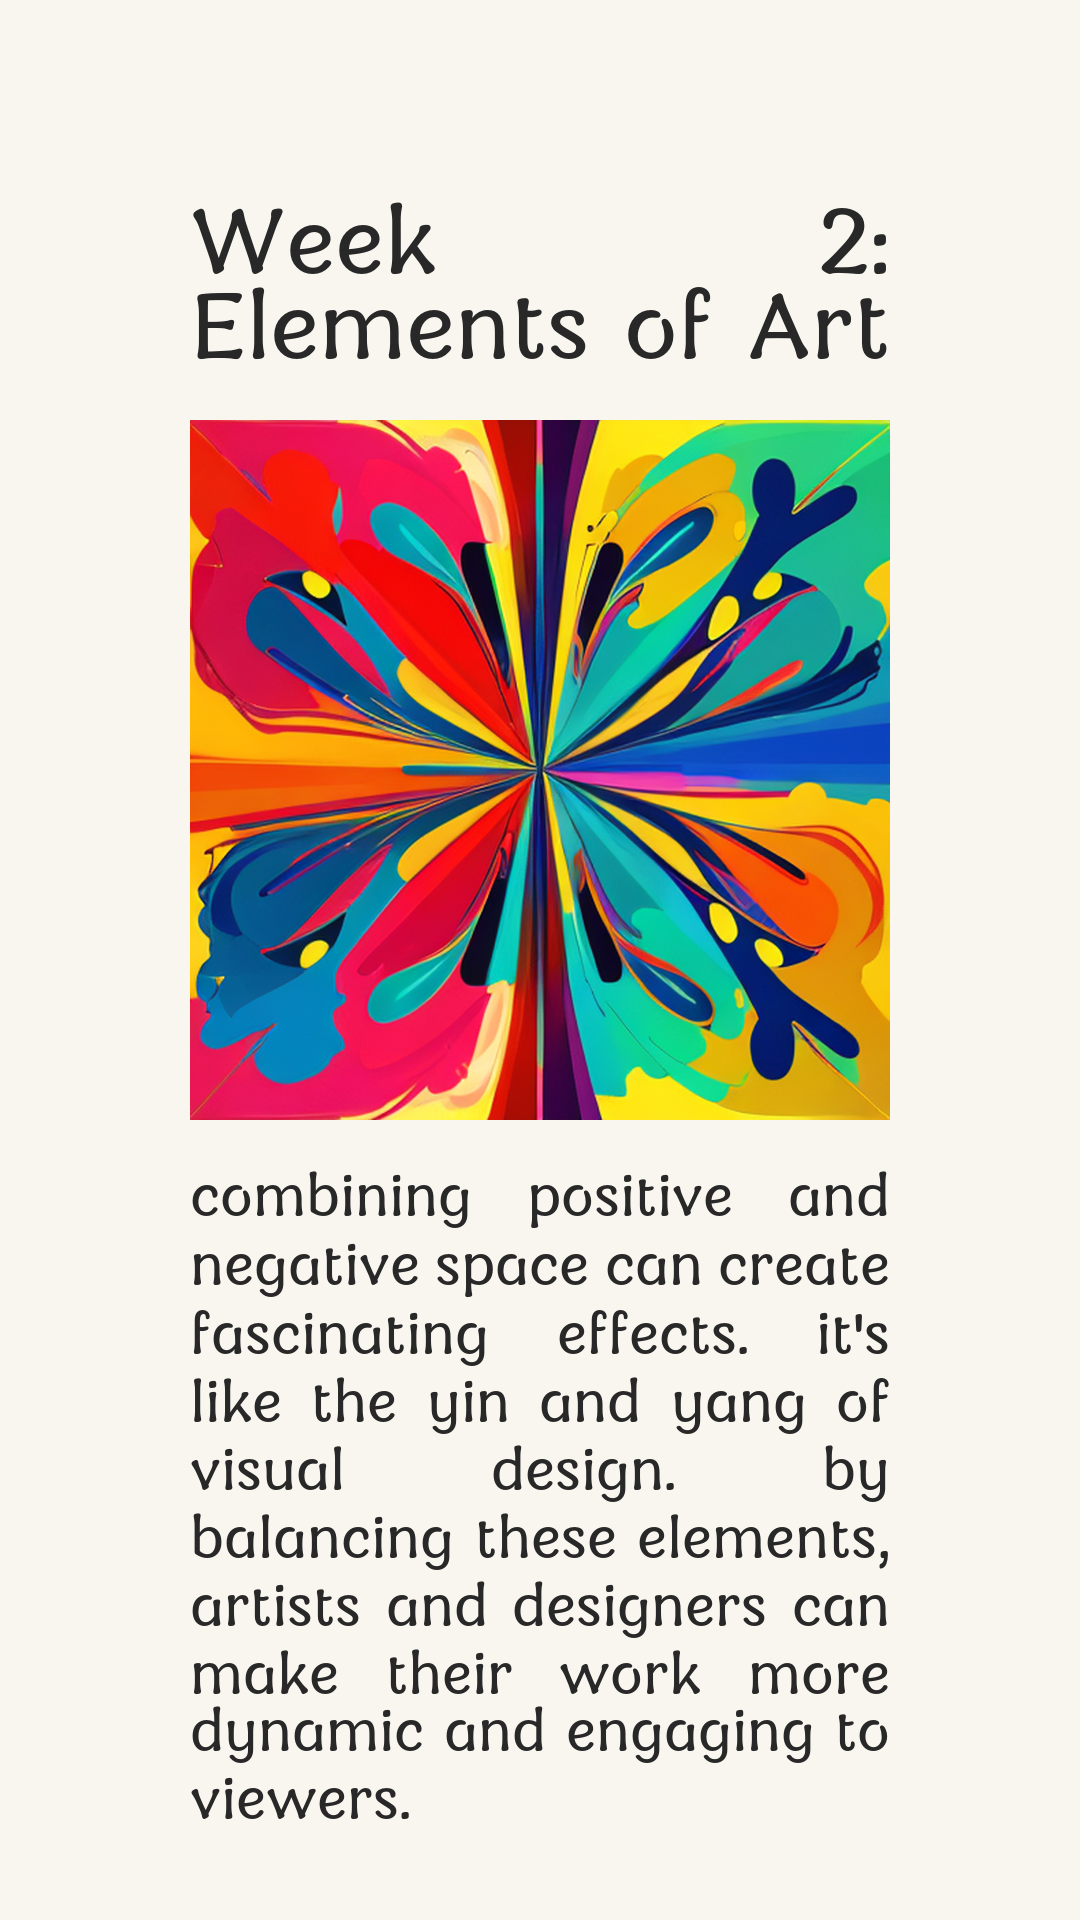 Week 2:
Elements of Art
combining positive and
negative space can create
fascinating effects. it's
like the yin and yang of
visual design. by
balancing these elements,
artists and designers can
make their work more
dynamic and engaging to
viewers.